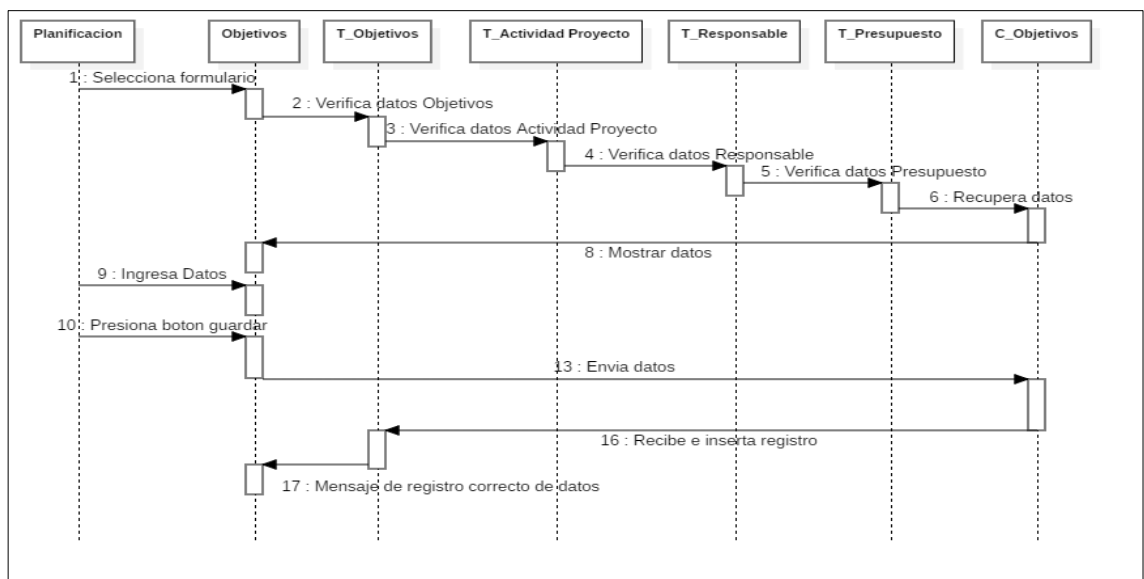 Planificacion
Objetivos
T_Objetivos
T_Actividad Proyecto
T_Responsable
T_Presupuesto
C_Objetivos
1 : Selecciona formulario
2 : Verifica datos Objetivos
3 : Verifica datos Actividad Proyecto
4 : Verifica datos Responsable
5 : Verifica datos Presupuesto
6 : Recupera datos
8 : Mostrar datos
9 : Ingresa Datos
10 : Presiona boton guardar
13 : Envia datos
16 : Recibe e inserta registro
17 : Mensaje de registro correcto de datos